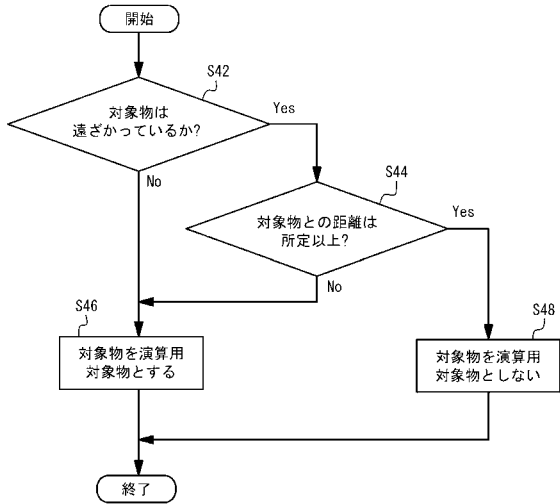 開始
S42
対象物は
遠ざかっているか?
Yes
No
S44
対象物との距離は
所定以上?
Yes
No
S46
対象物を演算用
対象物とする
S48
対象物を演算用
対象物としない
終了